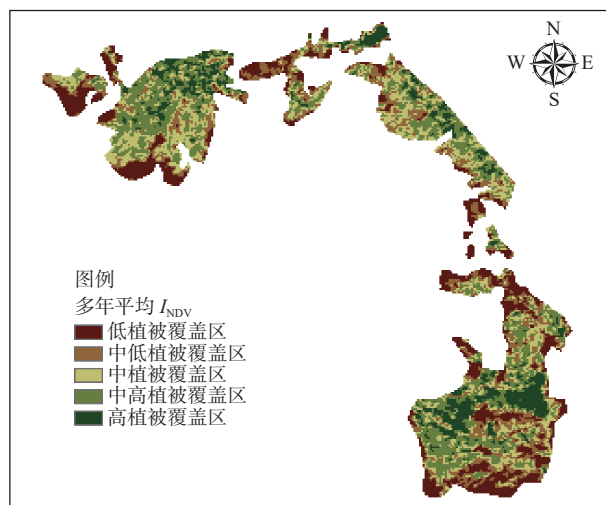 N
W E
S
图例
多年平均 I_NDV
低植被覆盖区
中低植被覆盖区
中植被覆盖区
中高植被覆盖区
高植被覆盖区